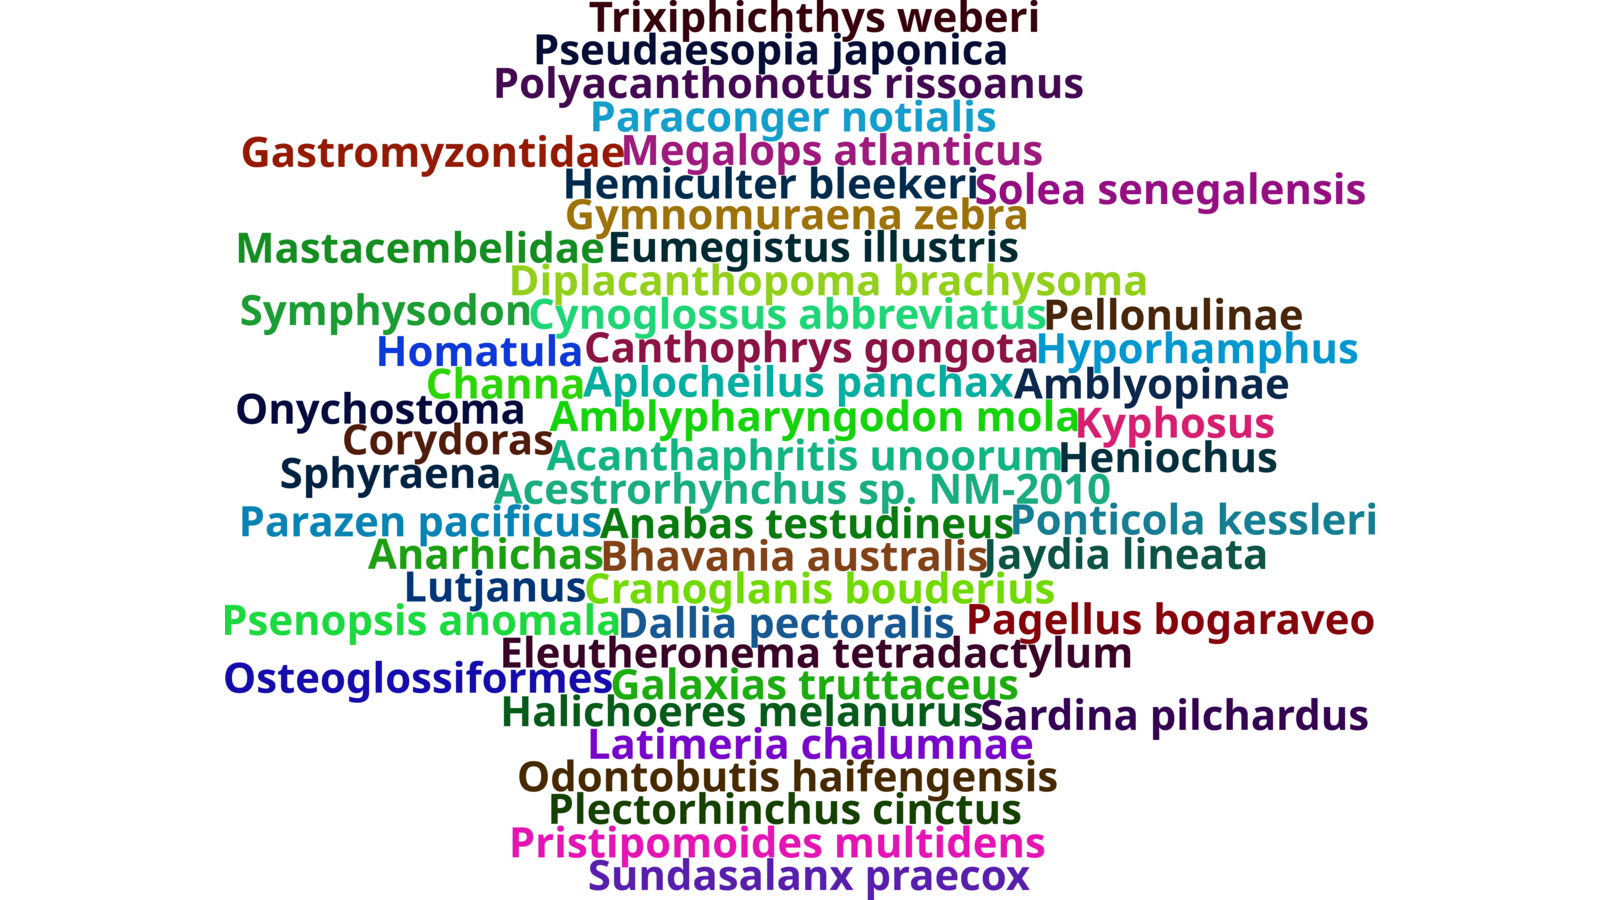 Trixiphichthys weberi
Pseudaesopia japonica
Polyacanthonotus rissoanus
Paraconger notialis
Gastromyzontidae Megalops atlanticus
Hemiculter bleekeri Solea senegalensis
Gymnomuraena zebra
Mastacembelidae Eumegistus illustris
Diplacanthopoma brachysoma
Symphysodon Cynoglossus abbreviatus Pellonulinae
Homatula Canthophrys gongota Hyporhamphus
Channa Aplocheilus panchax Amblyopinae
Onychostoma Amblypharyngodon mola Kyphosus
Corydoras Acanthaphritis unoorum Heniochus
Sphyraena Acestrorhynchus sp. NM-2010
Parazen pacificus Anabas testudineus Ponticola kessleri
Anarhichas Bhavania australis Jaydia lineata
Lutjanus Cranoglanis bouderius
Psenopsis anomala Dallia pectoralis Pagellus bogaraveo
Eleutheronema tetradactylum
Osteoglossiformes Galaxias truttaceus
Halichoeres melanurus Sardina pilchardus
Latimeria chalumnae
Odontobutis haifengensis
Plectorhinchus cinctus
Pristipomoides multidens
Sundasalanx praecox